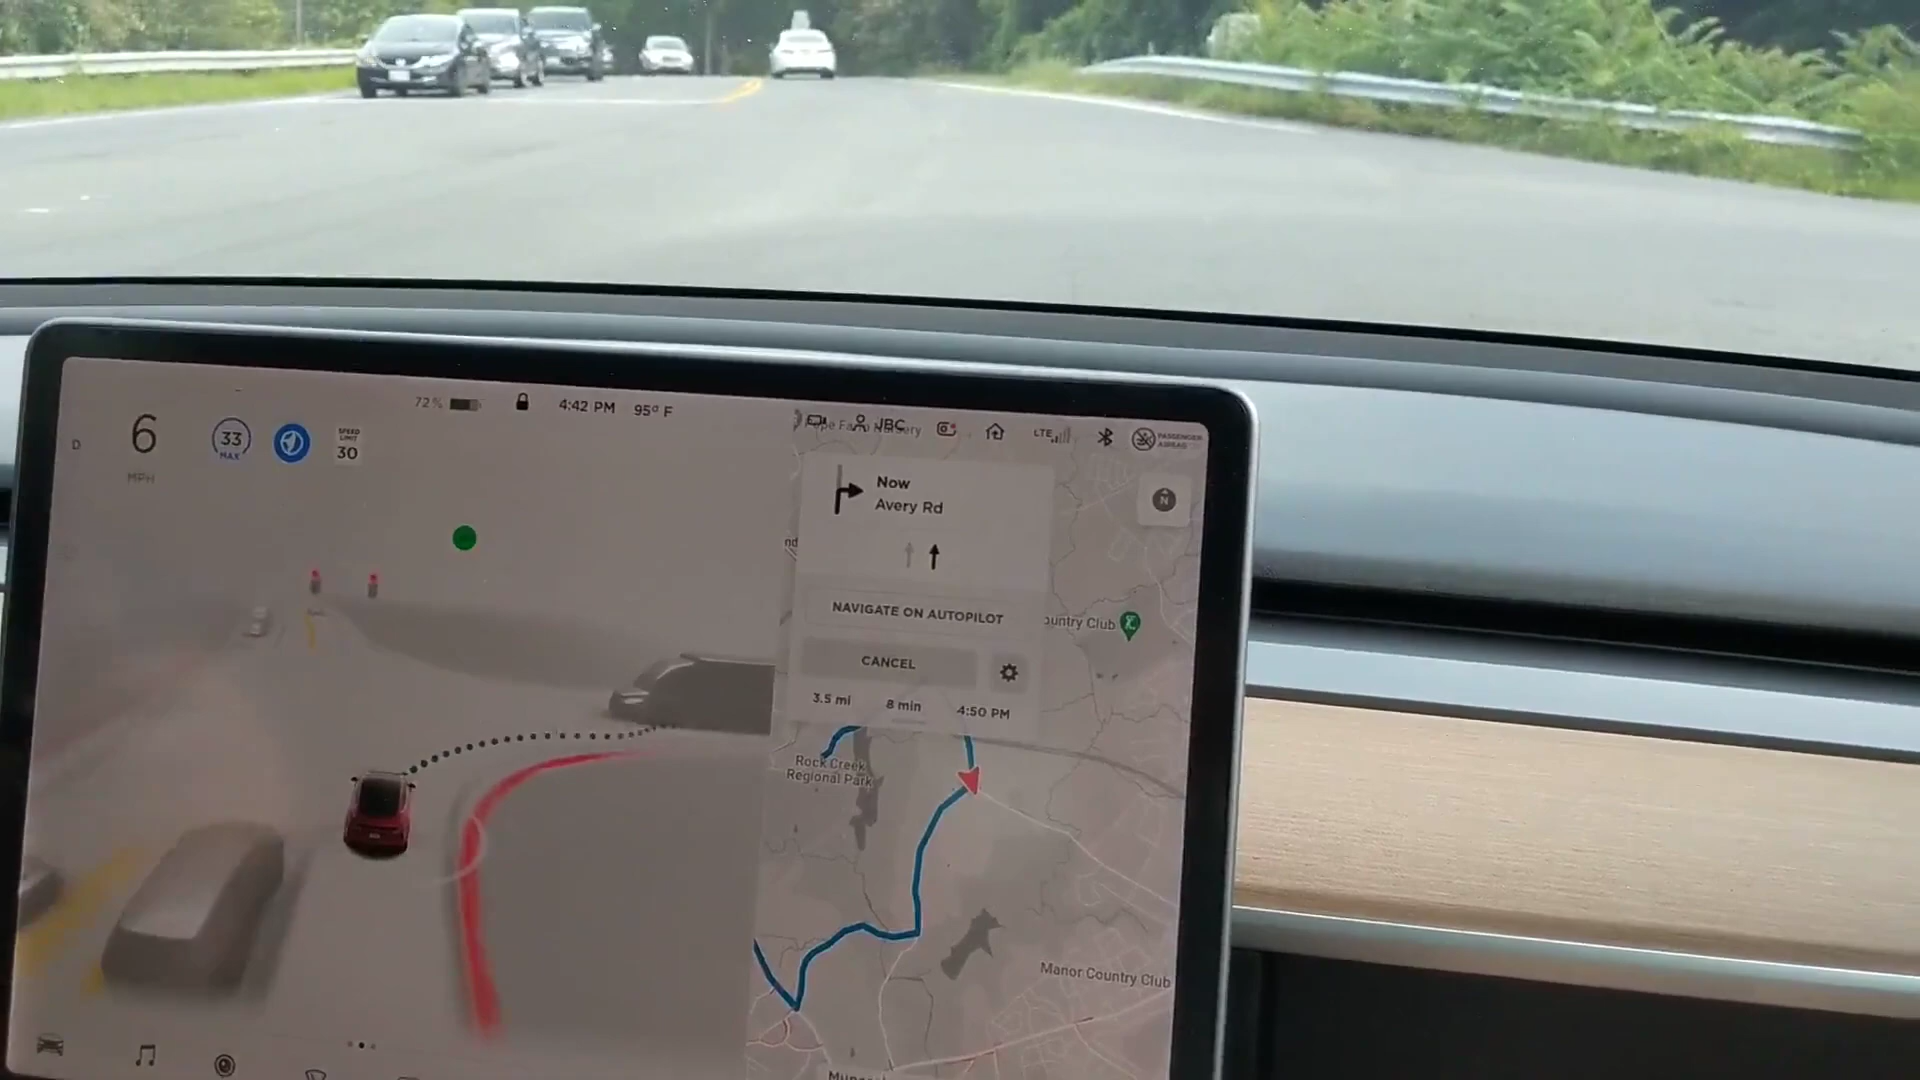 72%
4:42 PM
95° F
D
6
MPH
33
MAX
SPEED
LIMIT
30
JBC
LTE
PASSENGER
AIRBAG
Now
Avery Rd
N
NAVIGATE ON AUTOPILOT
CANCEL
3.5 mi
8 min
4:50 PM
ountry Club
Rock Creek
Regional Park
Manor Country Club